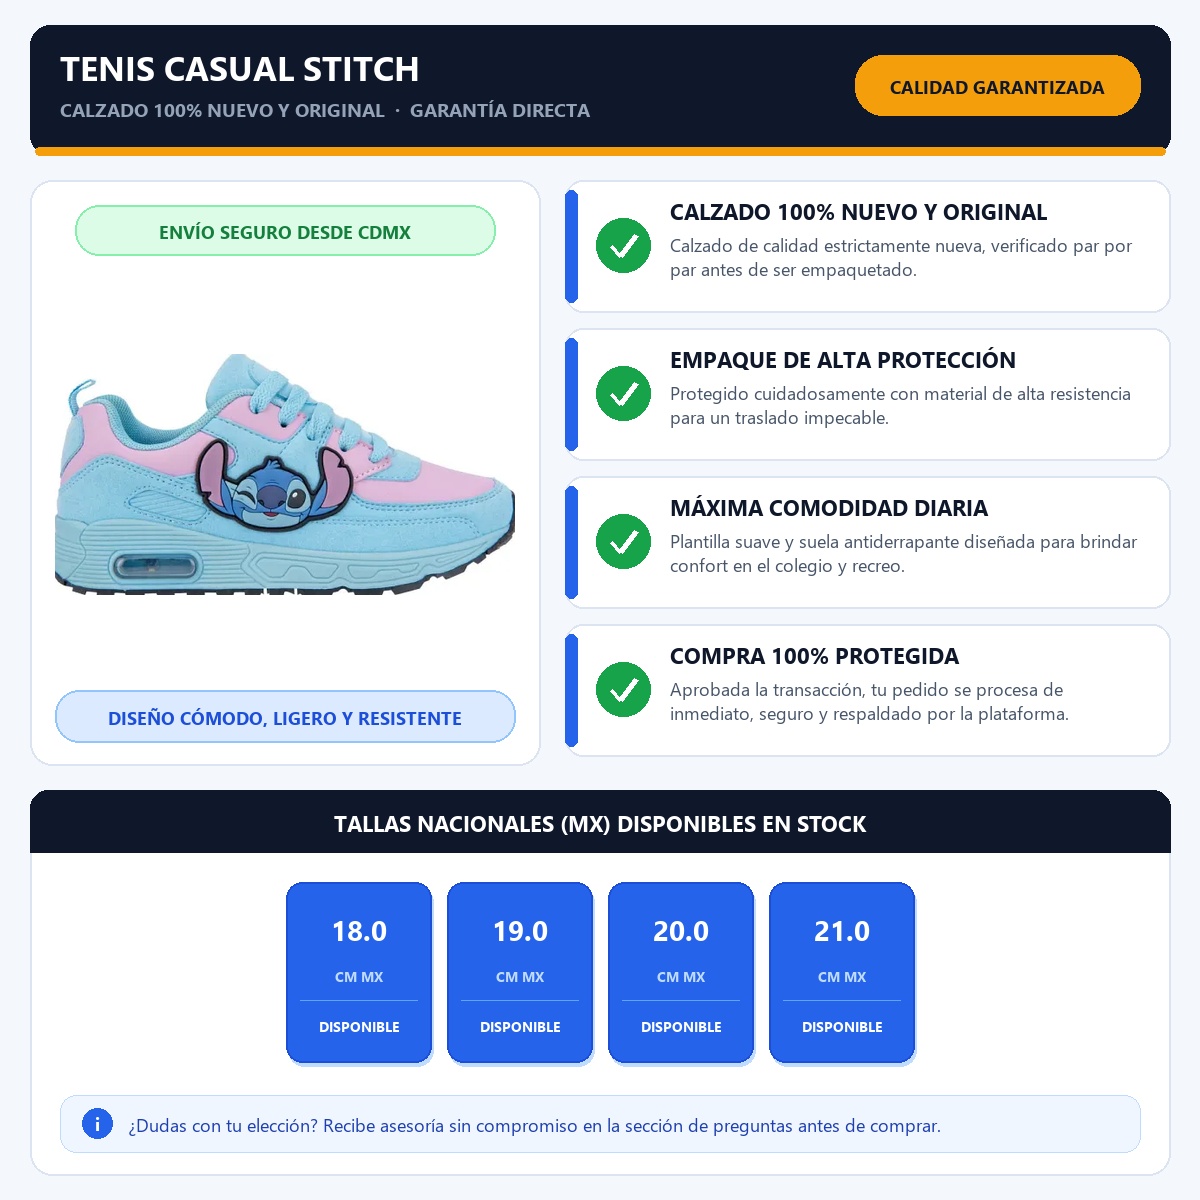 TENIS CASUAL STITCH
CALZADO 100% NUEVO Y ORIGINAL · GARANTÍA DIRECTA
CALIDAD GARANTIZADA
ENVÍO SEGURO DESDE CDMX
DISEÑO CÓMODO, LIGERO Y RESISTENTE
CALZADO 100% NUEVO Y ORIGINAL
Calzado de calidad estrictamente nueva, verificado par por
par antes de ser empaquetado.
EMPAQUE DE ALTA PROTECCIÓN
Protegido cuidadosamente con material de alta resistencia
para un traslado impecable.
MÁXIMA COMODIDAD DIARIA
Plantilla suave y suela antiderrapante diseñada para brindar
confort en el colegio y recreo.
COMPRA 100% PROTEGIDA
Aprobada la transacción, tu pedido se procesa de
inmediato, seguro y respaldado por la plataforma.
TALLAS NACIONALES (MX) DISPONIBLES EN STOCK
18.0
CM MX
DISPONIBLE
19.0
CM MX
DISPONIBLE
20.0
CM MX
DISPONIBLE
21.0
CM MX
DISPONIBLE
¿Dudas con tu elección? Recibe asesoría sin compromiso en la sección de preguntas antes de comprar.